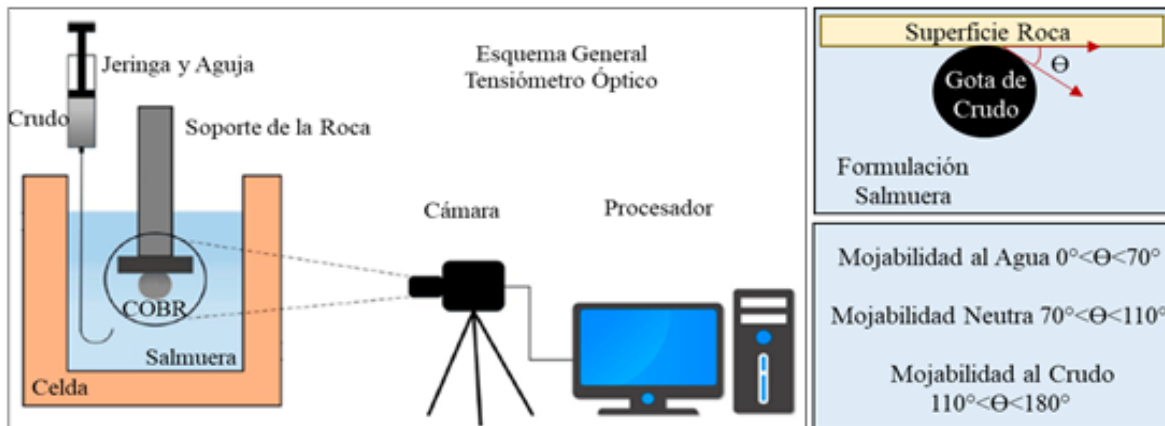 Esquema General
Tensiómetro Óptico
Jeringa y Aguja
Crudo
Soporte de la Roca
Cámara
Procesador
COBR
Salmuera
Celda
Superficie Roca
Ɵ
Gota de
Crudo
Formulación
Salmuera
Mojabilidad al Agua 0°<Ɵ<70°
Mojabilidad Neutra 70°<Ɵ<110°
Mojabilidad al Crudo
110°<Ɵ<180°